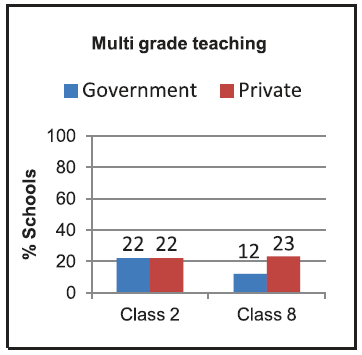 Multi grade teaching
Government Private
% Schools
100
80
60
40
20
0
22 22
12 23
Class 2 Class 8